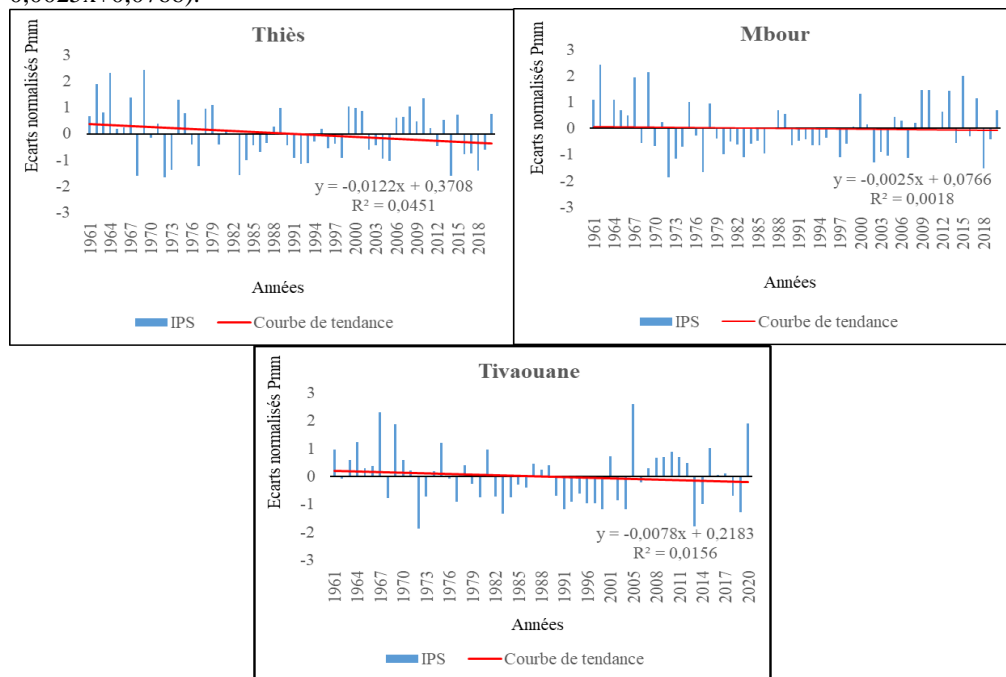 0,0025x+0,0766).
Thiès
Ecarts normalisés Pmm
3
2
1
0
-1
-2
-3
y = -0,0122x + 0,3708
R² = 0,0451
1961 1964 1967 1970 1973 1976 1979 1982 1985 1988 1991 1994 1997 2000 2003 2006 2009 2012 2015 2018
Années
IPS Courbe de tendance
Mbour
Ecarts normalisés Pmm
3
2
1
0
-1
-2
-3
y = -0,0025x + 0,0766
R² = 0,0018
1961 1964 1967 1970 1973 1976 1979 1982 1985 1988 1991 1994 1997 2000 2003 2006 2009 2012 2015 2018
Années
IPS Courbe de tendance
Tivaouane
Ecarts normalisés Pmm
3
2
1
0
-1
-2
-3
y = -0,0078x + 0,2183
R² = 0,0156
1961 1964 1967 1970 1973 1976 1979 1982 1985 1988 1991 1996 2001 2005 2008 2011 2014 2017 2020
Années
IPS Courbe de tendance